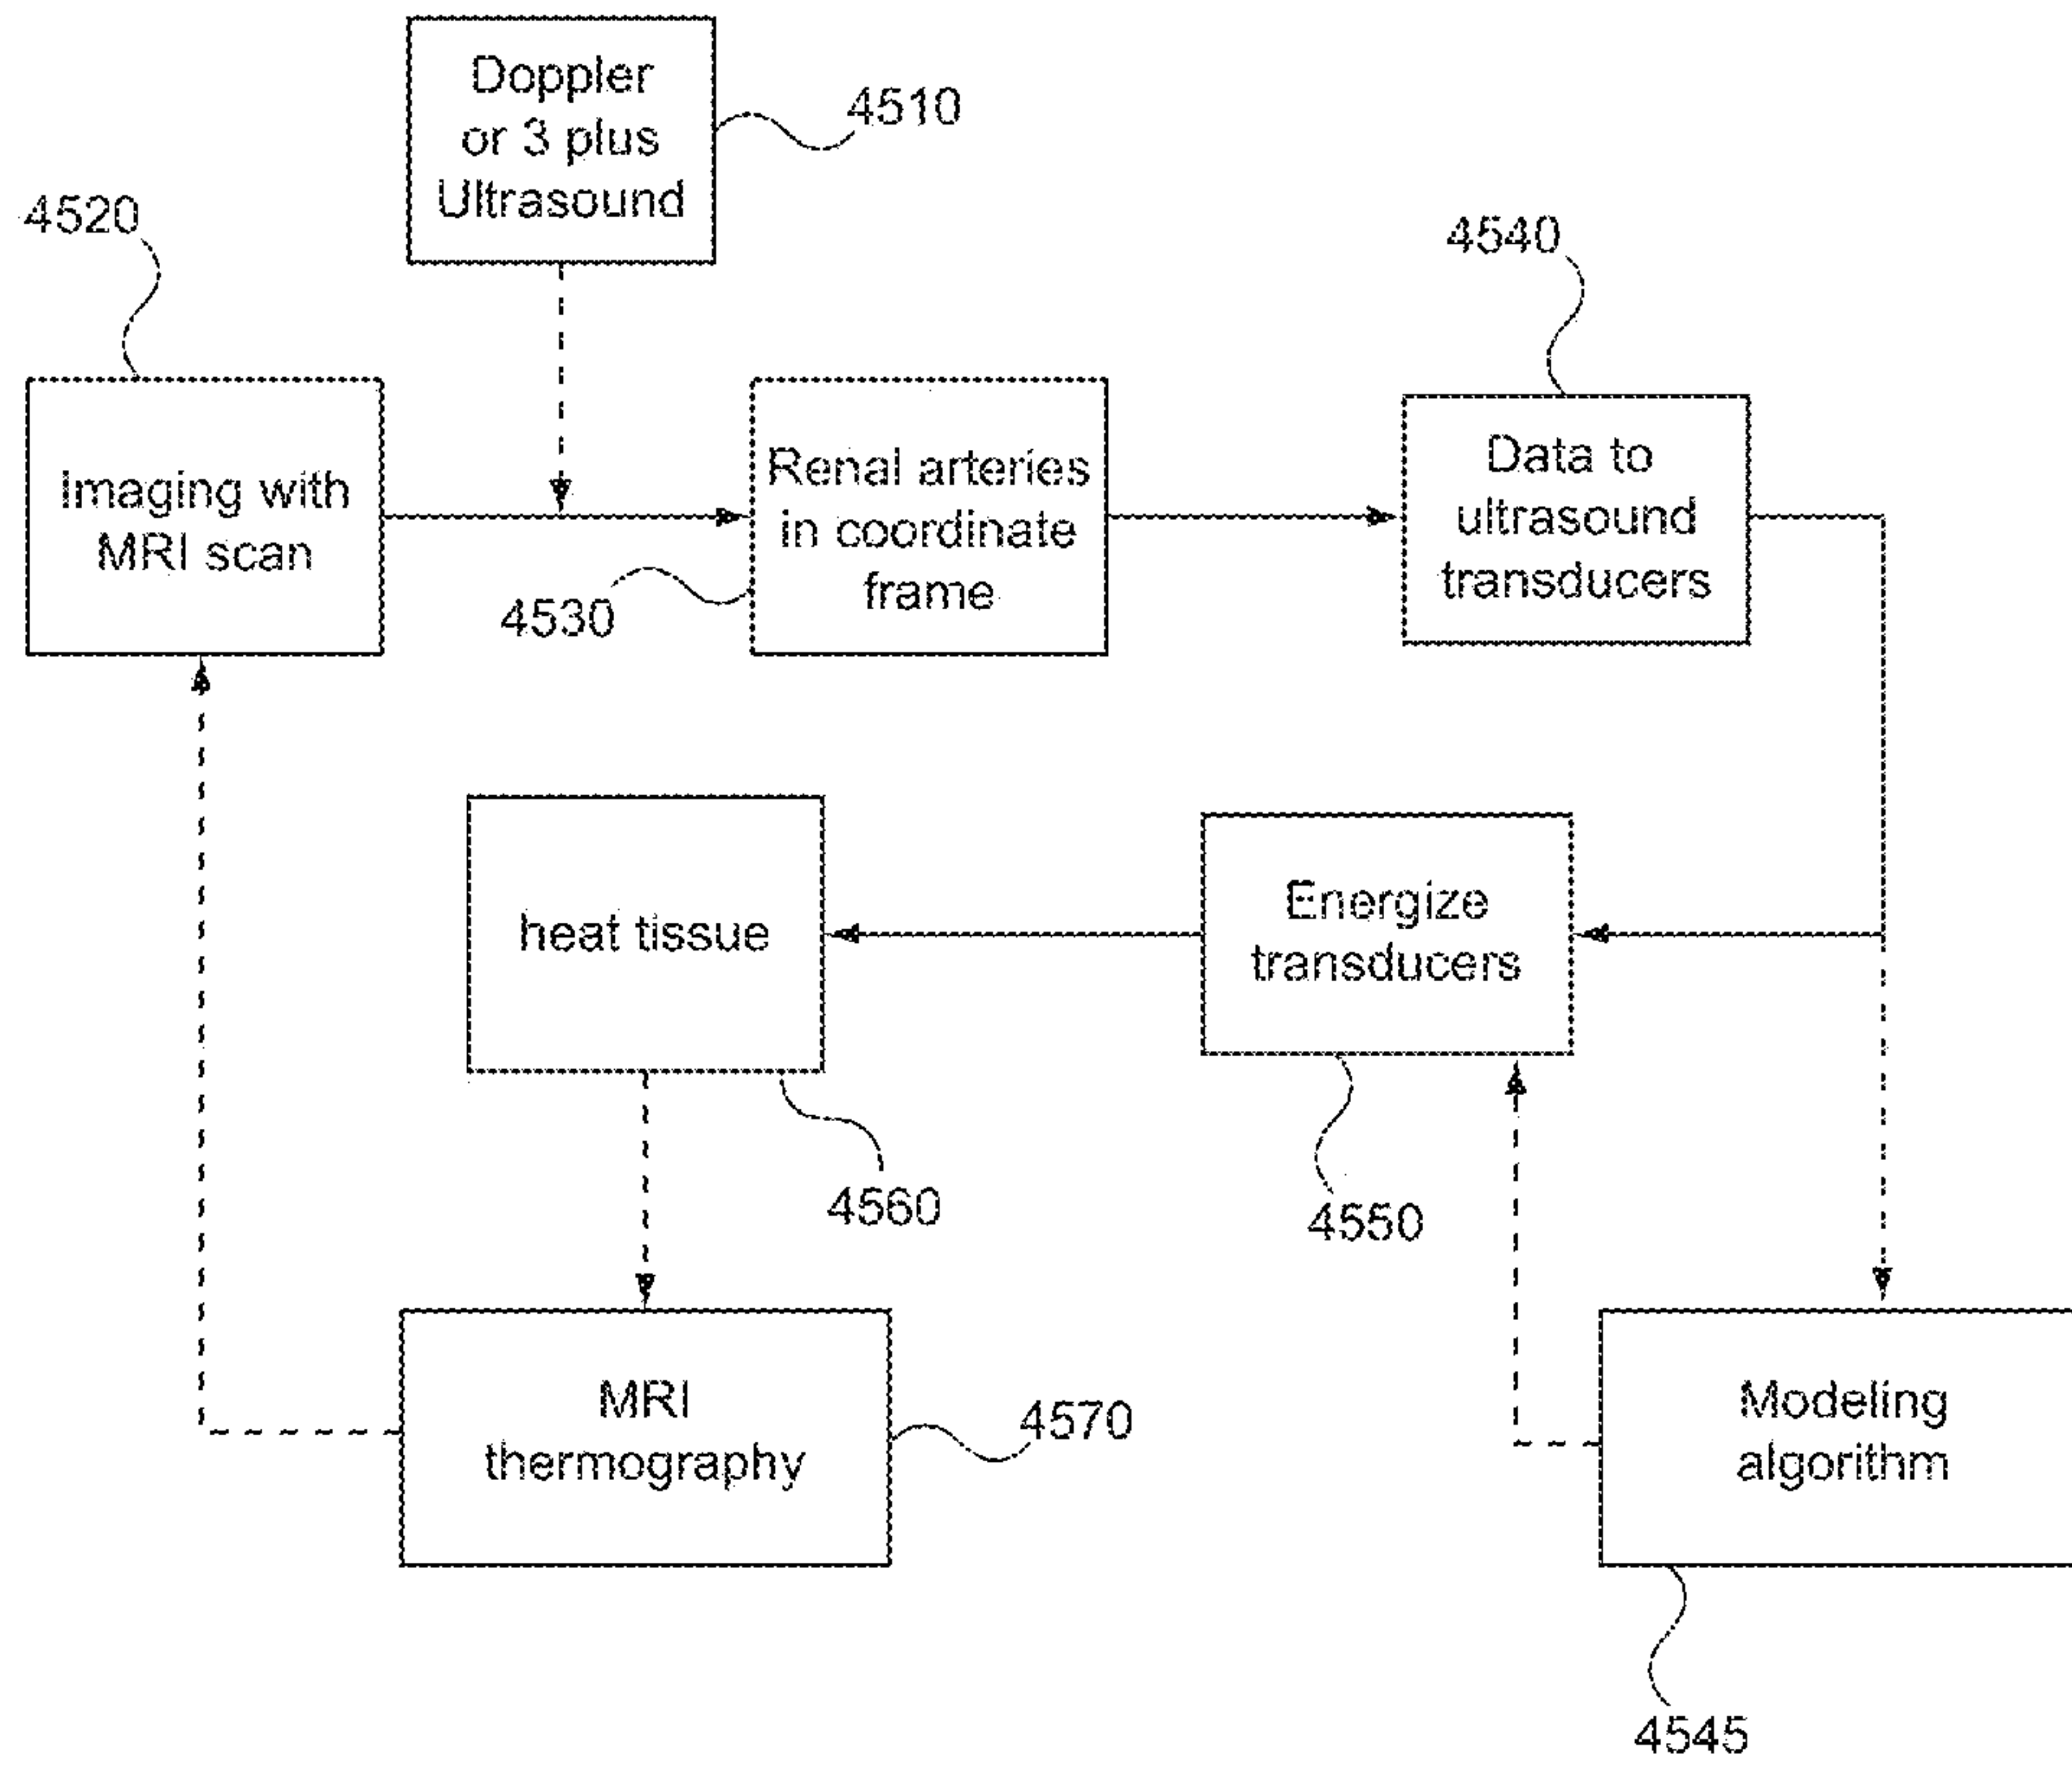 Doppler
or 3 plus
Ultrasound
4510
4520
4540
Imaging with
MRI scan
Renal arteries
in coordinate
frame
4530
Data to
ultrasound
transducers
heat tissue
Energize
transducers
4560
4550
MRI
thermography
4570
Modeling
algorithm
4545